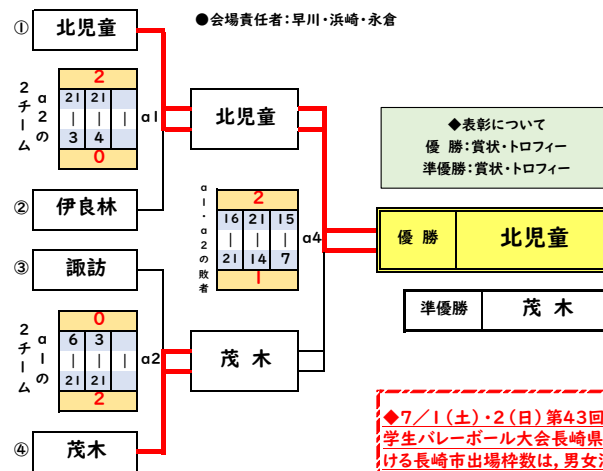 ① 北児童
●会場責任者:早川・浜崎・永倉
a2の
2チーム
2
21 21
| | |
3 4
0
a1
北児童
② 伊良林
◆表彰について
優 勝:賞状・トロフィー
準優勝:賞状・トロフィー
a1・a2の敗者
2
16 21 15
| | |
21 14 7
1
a4
優 勝 北児童
③ 諏訪
準優勝 茂 木
a1の
2チーム
0
6 3
| | |
21 21
2
a2
茂 木
④ 茂木
◆7/1(土)・2(日)第43回
学生バレーボール大会長崎県
ける長崎市出場枠数は,男女